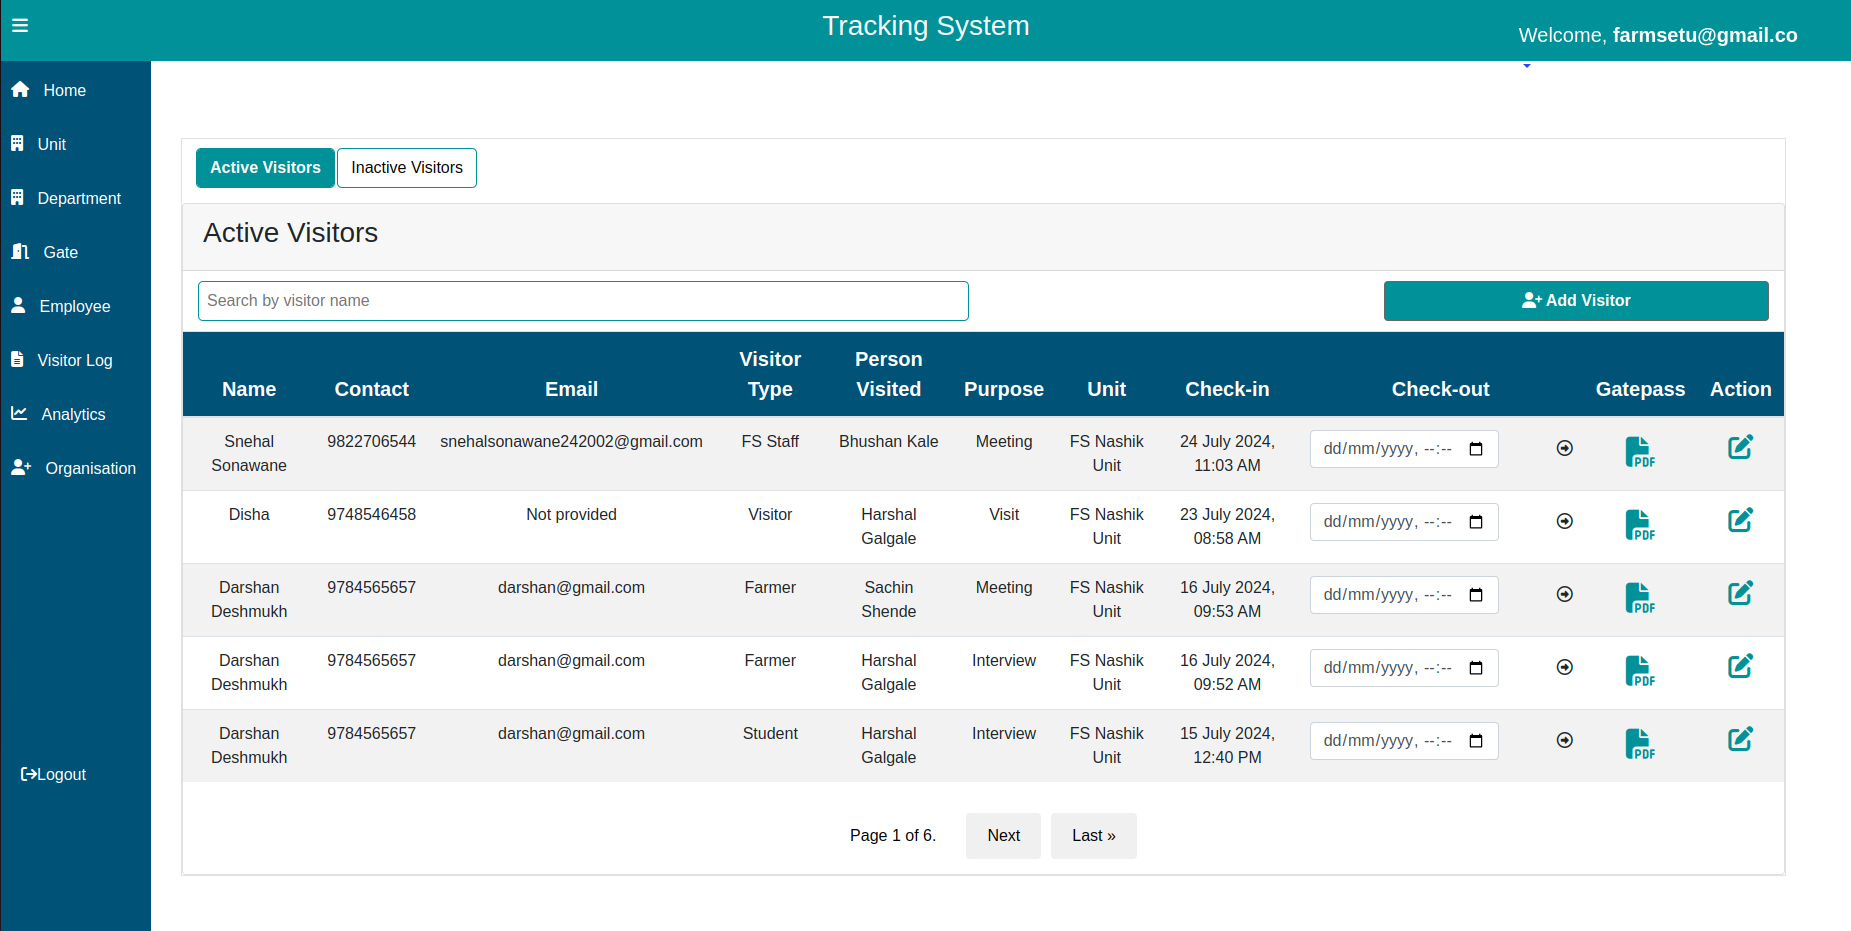 Tracking System
Welcome, farmsetu@gmail.co
Home
Unit
Department
Gate
Employee
Visitor Log
Analytics
Organisation
Logout
Active Visitors Inactive Visitors
Active Visitors
Search by visitor name
Add Visitor
Name Contact Email Visitor Type Person Visited Purpose Unit Check-in Check-out Gatepass Action
Snehal Sonawane 9822706544 snehalsonawane242002@gmail.com FS Staff Bhushan Kale Meeting FS Nashik Unit 24 July 2024, 11:03 AM dd/mm/yyyy, --:-- PDF
Disha 9748546458 Not provided Visitor Harshal Galgale Visit FS Nashik Unit 23 July 2024, 08:58 AM dd/mm/yyyy, --:-- PDF
Darshan Deshmukh 9784565657 darshan@gmail.com Farmer Sachin Shende Meeting FS Nashik Unit 16 July 2024, 09:53 AM dd/mm/yyyy, --:-- PDF
Darshan Deshmukh 9784565657 darshan@gmail.com Farmer Harshal Galgale Interview FS Nashik Unit 16 July 2024, 09:52 AM dd/mm/yyyy, --:-- PDF
Darshan Deshmukh 9784565657 darshan@gmail.com Student Harshal Galgale Interview FS Nashik Unit 15 July 2024, 12:40 PM dd/mm/yyyy, --:-- PDF
Page 1 of 6. Next Last »